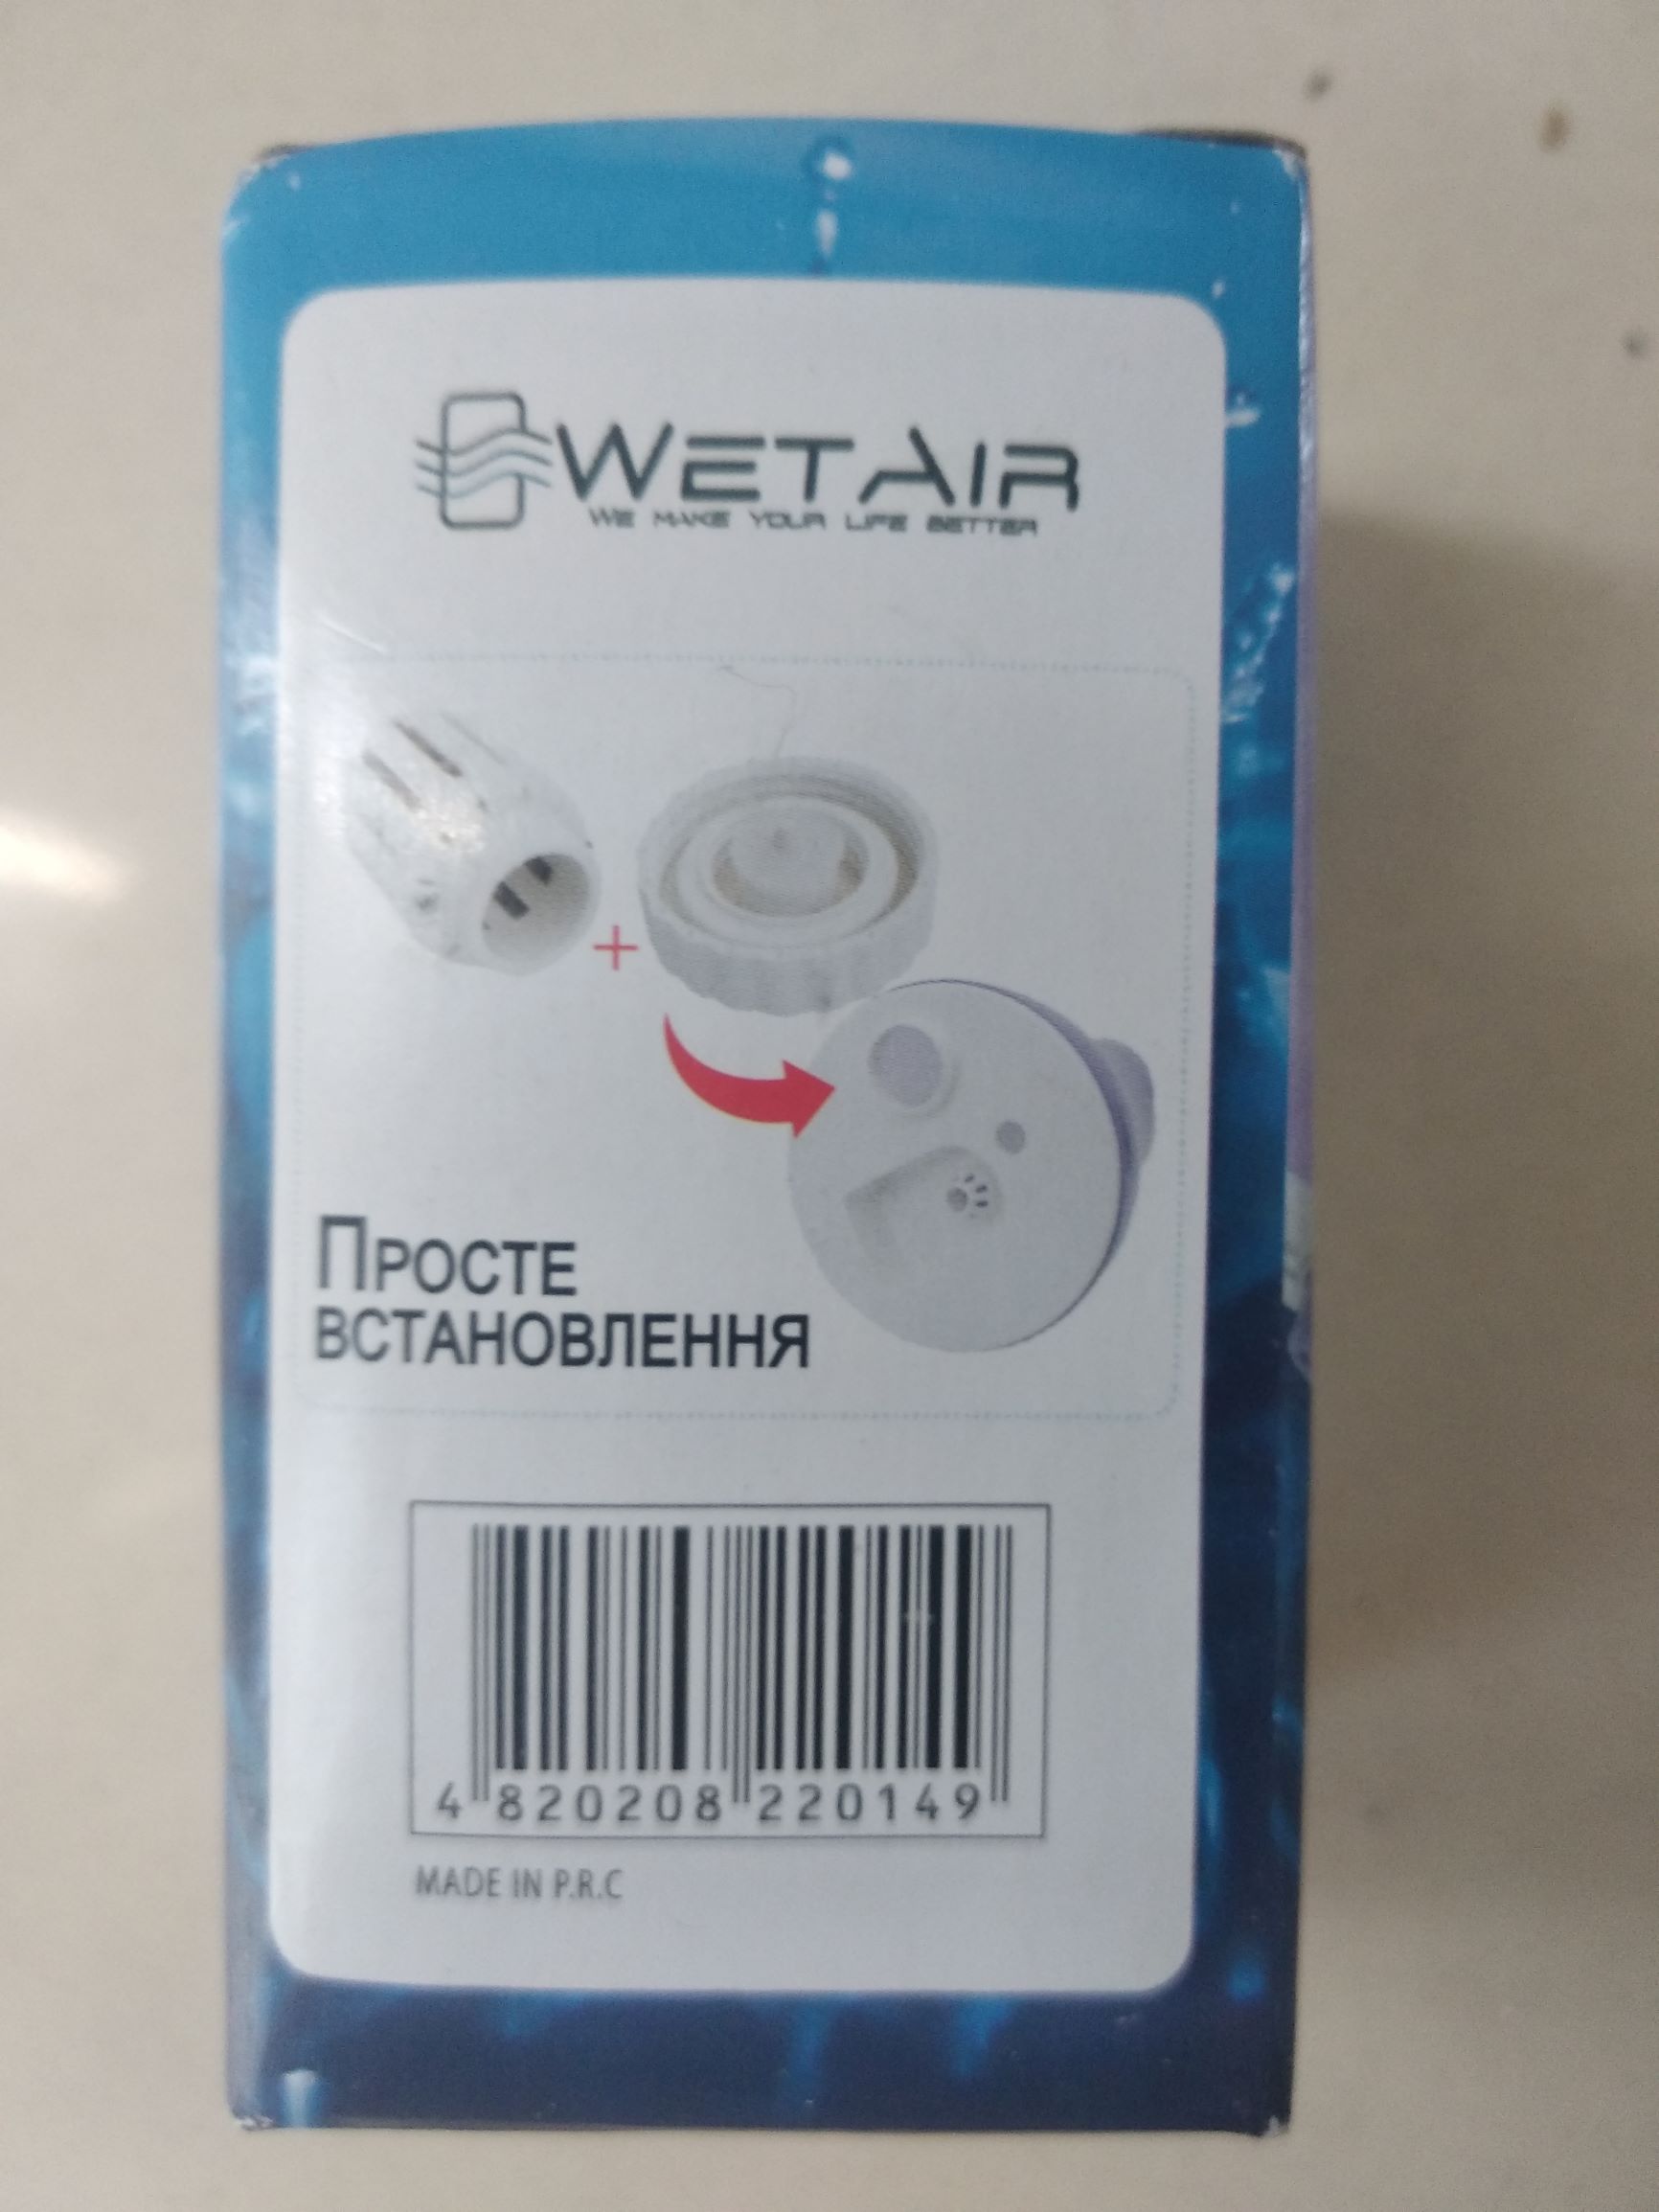 WETAIR
WE MAKE YOUR LIFE BETTER
+
ПРОСТЕ
ВСТАНОВЛЕННЯ
4 820208 220149
MADE IN P.R.C